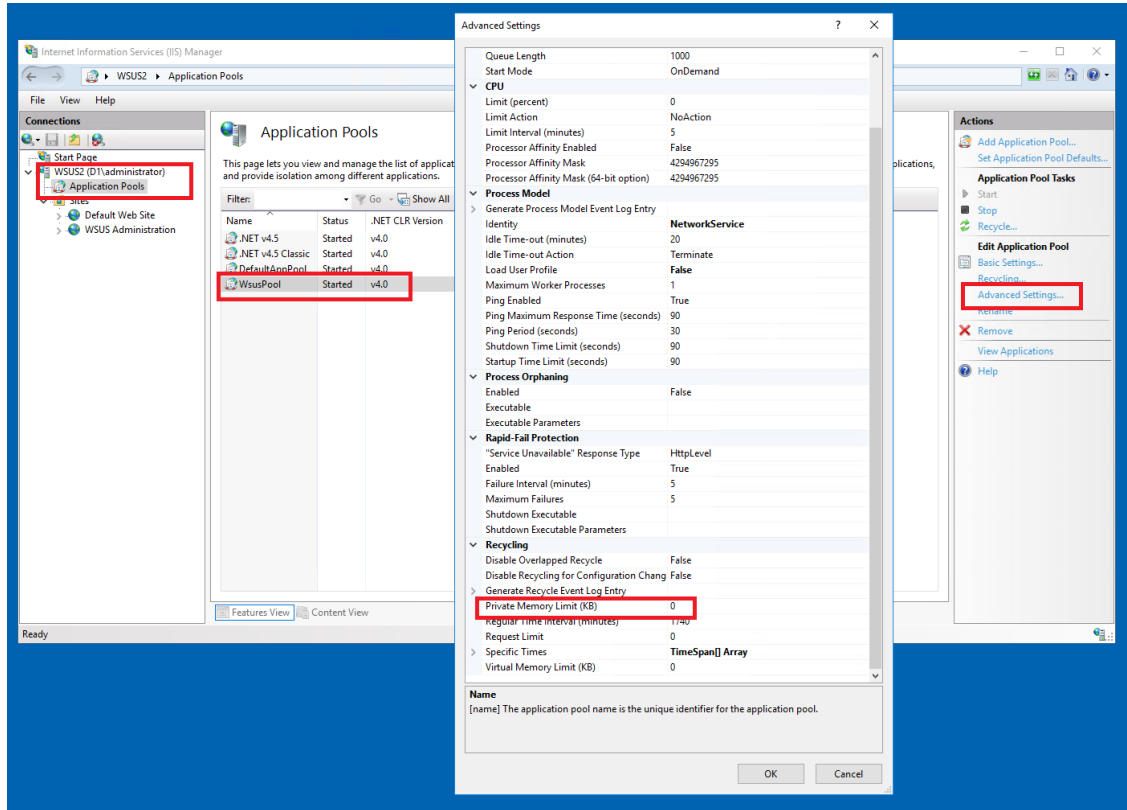 Internet Information Services (IIS) Manager
WSUS2 Application Pools
File View Help
Connections
Start Page
WSUS2 (D1\administrator)
Application Pools
Sites
Default Web Site
WSUS Administration
Application Pools
This page lets you view and manage the list of applicat
plications,
and provide isolation among different applications.
Filter: Go Show All
Name Status .NET CLR Version
.NET v4.5 Started v4.0
.NET v4.5 Classic Started v4.0
DefaultAppPool Started v4.0
WsusPool Started v4.0
Features View Content View
Ready
Advanced Settings ?
Queue Length 1000
Start Mode OnDemand
CPU
Limit (percent) 0
Limit Action NoAction
Limit Interval (minutes) 5
Processor Affinity Enabled False
Processor Affinity Mask 4294967295
Processor Affinity Mask (64-bit option) 4294967295
Process Model
Generate Process Model Event Log Entry
Identity NetworkService
Idle Time-out (minutes) 20
Idle Time-out Action Terminate
Load User Profile False
Maximum Worker Processes 1
Ping Enabled True
Ping Maximum Response Time (seconds) 90
Ping Period (seconds) 30
Shutdown Time Limit (seconds) 90
Startup Time Limit (seconds) 90
Process Orphaning
Enabled False
Executable
Executable Parameters
Rapid-Fail Protection
"Service Unavailable" Response Type HttpLevel
Enabled True
Failure Interval (minutes) 5
Maximum Failures 5
Shutdown Executable
Shutdown Executable Parameters
Recycling
Disable Overlapped Recycle False
Disable Recycling for Configuration Chang False
Generate Recycle Event Log Entry
Private Memory Limit (KB) 0
Regular Time Interval (minutes) 1740
Request Limit 0
Specific Times TimeSpan[] Array
Virtual Memory Limit (KB) 0
Name
[name] The application pool name is the unique identifier for the application pool.
OK Cancel
Actions
Add Application Pool...
Set Application Pool Defaults...
Application Pool Tasks
Start
Stop
Recycle...
Edit Application Pool
Basic Settings...
Recycling...
Advanced Settings...
Rename
Remove
View Applications
Help